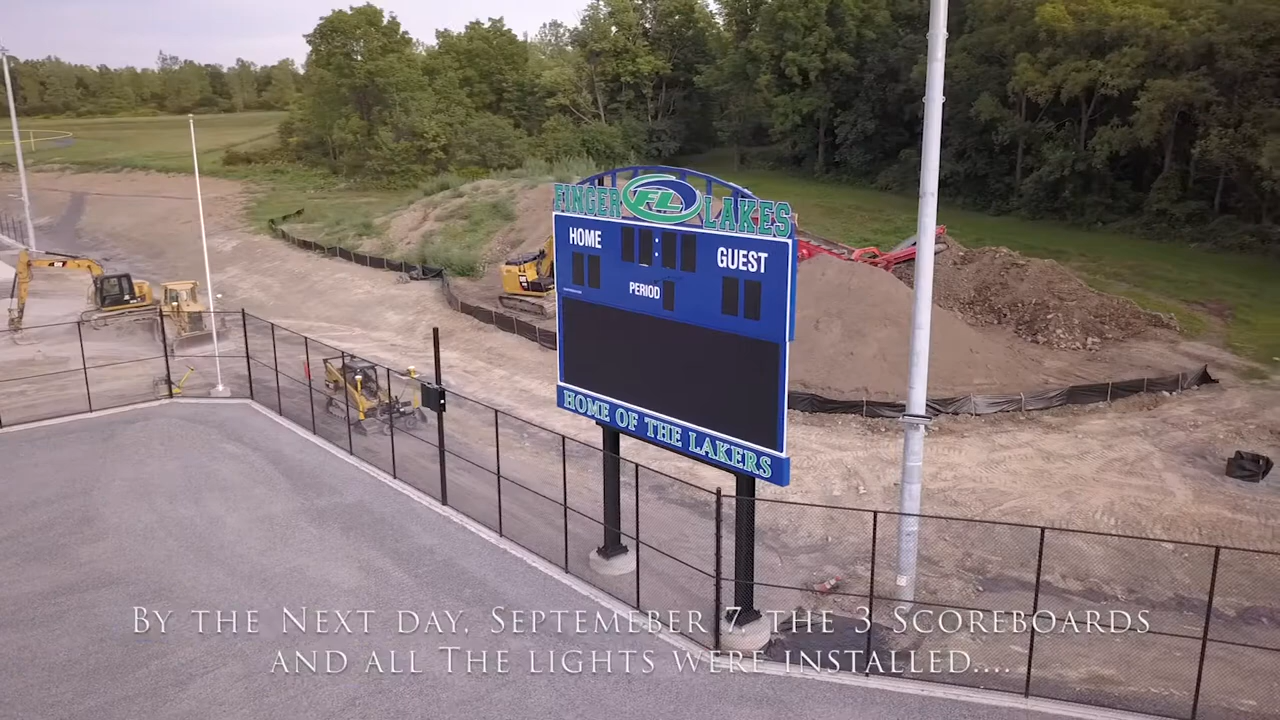 FINGER FL LAKES
HOME
GUEST
PERIOD
HOME OF THE LAKERS
By the Next day, Septemeber 7, the 3 Scoreboards
and all The lights were installed....